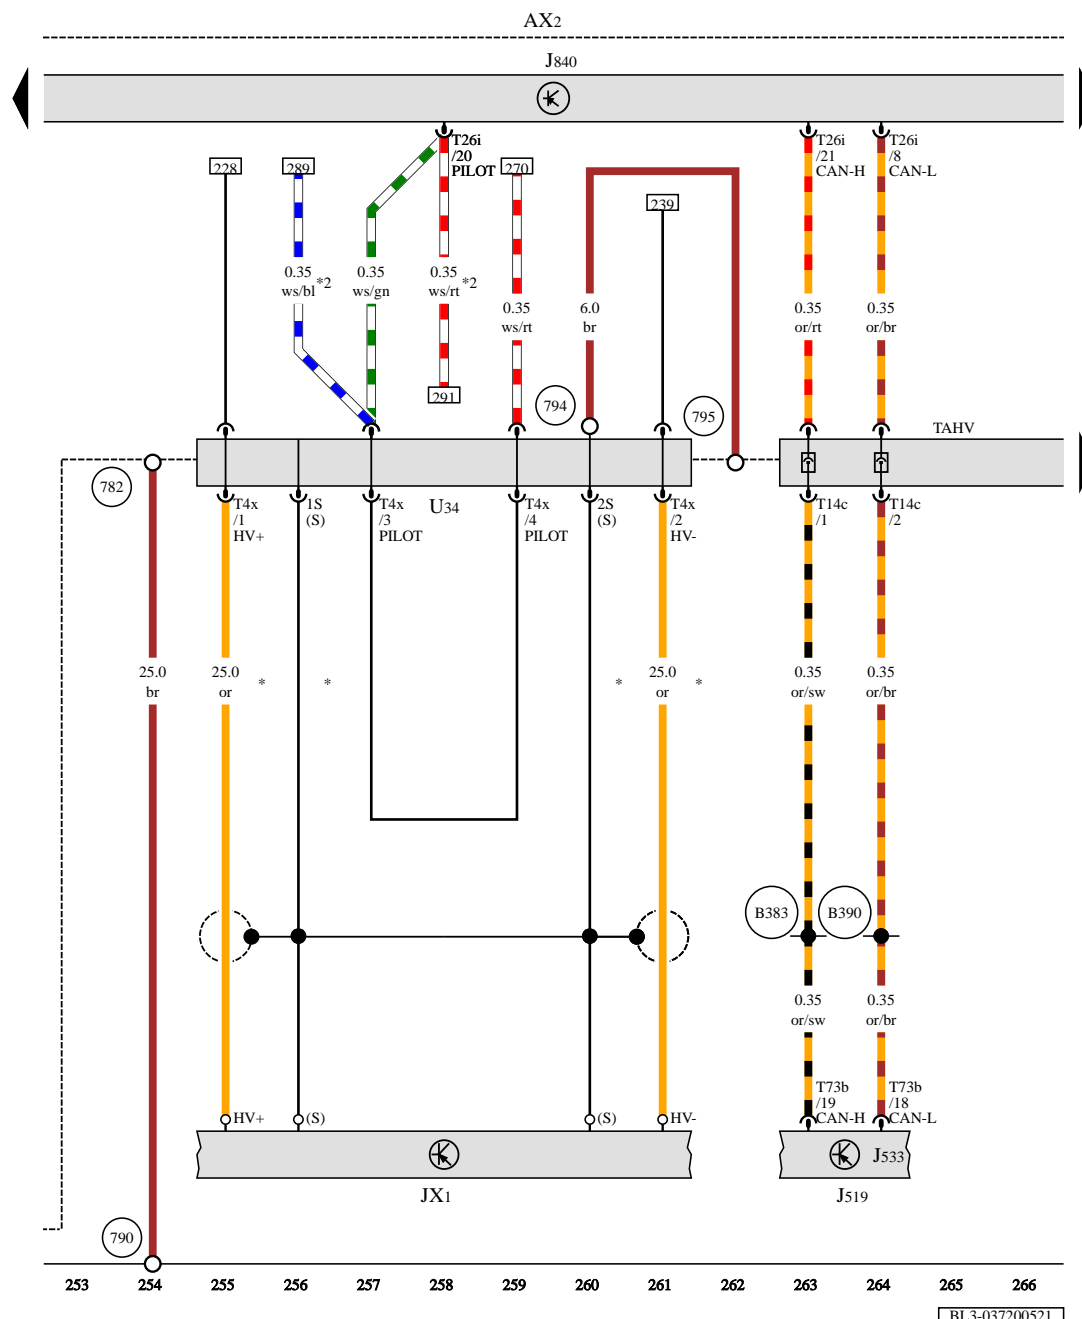 AX2
J840
T26i
/20
PILOT
T26i
/21
CAN-H
T26i
/8
CAN-L
228
289
270
239
0.35
ws/bl
*2
0.35
ws/gn
0.35
ws/rt
*2
0.35
ws/rt
6.0
br
0.35
or/rt
0.35
or/br
291
794
795
TAHV
782
T4x
/1
HV+
1S
(S)
T4x
/3
PILOT
U34
T4x
/4
PILOT
2S
(S)
T4x
/2
HV-
T14c
/1
T14c
/2
25.0
br
25.0
or
*
*
*
25.0
or
*
0.35
or/sw
0.35
or/br
B383
B390
0.35
or/sw
0.35
or/br
HV+
(S)
(S)
HV-
T73b
/19
CAN-H
T73b
/18
CAN-L
J533
JX1
J519
790
253 254 255 256 257 258 259 260 261 262 263 264 265 266
BL3-037200521